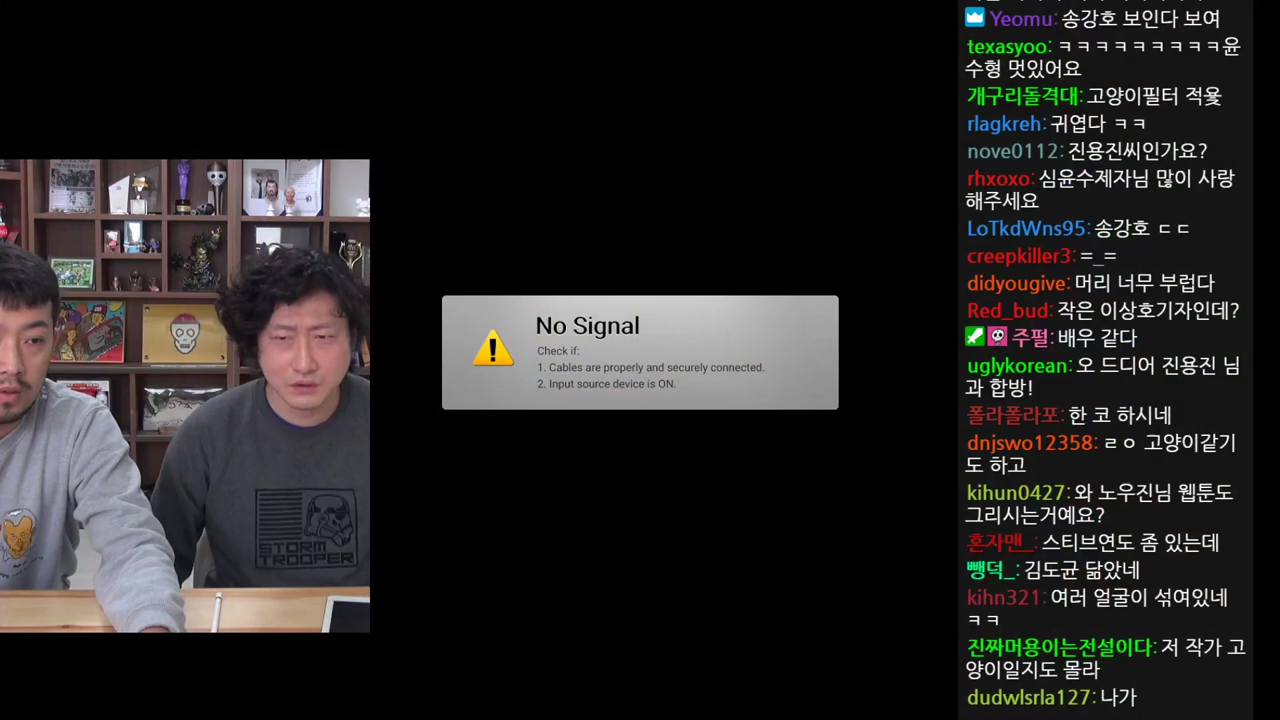 Yeomu: 송강호 보인다 보여
texasyoo: ㅋㅋㅋㅋㅋㅋㅋㅋㅋ윤
수형 멋있어요
개구리돌격대: 고양이필터 적욪
rlagkreh: 귀엽다 ㅋㅋ
nove0112: 진용진씨인가요?
rhxoxo: 심윤수제자님 많이 사랑
해주세요
LoTkdWns95: 송강호 ㄷㄷ
creepkiller3: =_=
didyougive: 머리 너무 부럽다
Red_bud: 작은 이상호기자인데?
주펄: 배우 같다
uglykorean: 오 드디어 진용진 님
과 합방!
폴라폴라포: 한 코 하시네
dnjswo12358: ㄹㅇ 고양이같기
도 하고
kihun0427: 와 노우진님 웹툰도
그리시는거예요?
혼자맨_: 스티브연도 좀 있는데
뺑덕_: 김도균 닮았네
kihn321: 여러 얼굴이 섞여있네
ㅋㅋ
진짜머용이는전설이다: 저 작가 고
양이일지도 몰라
dudwlsrla127: 나가
No Signal
Check if:
1. Cables are properly and securely connected.
2. Input source device is ON.
STORM
TROOPER